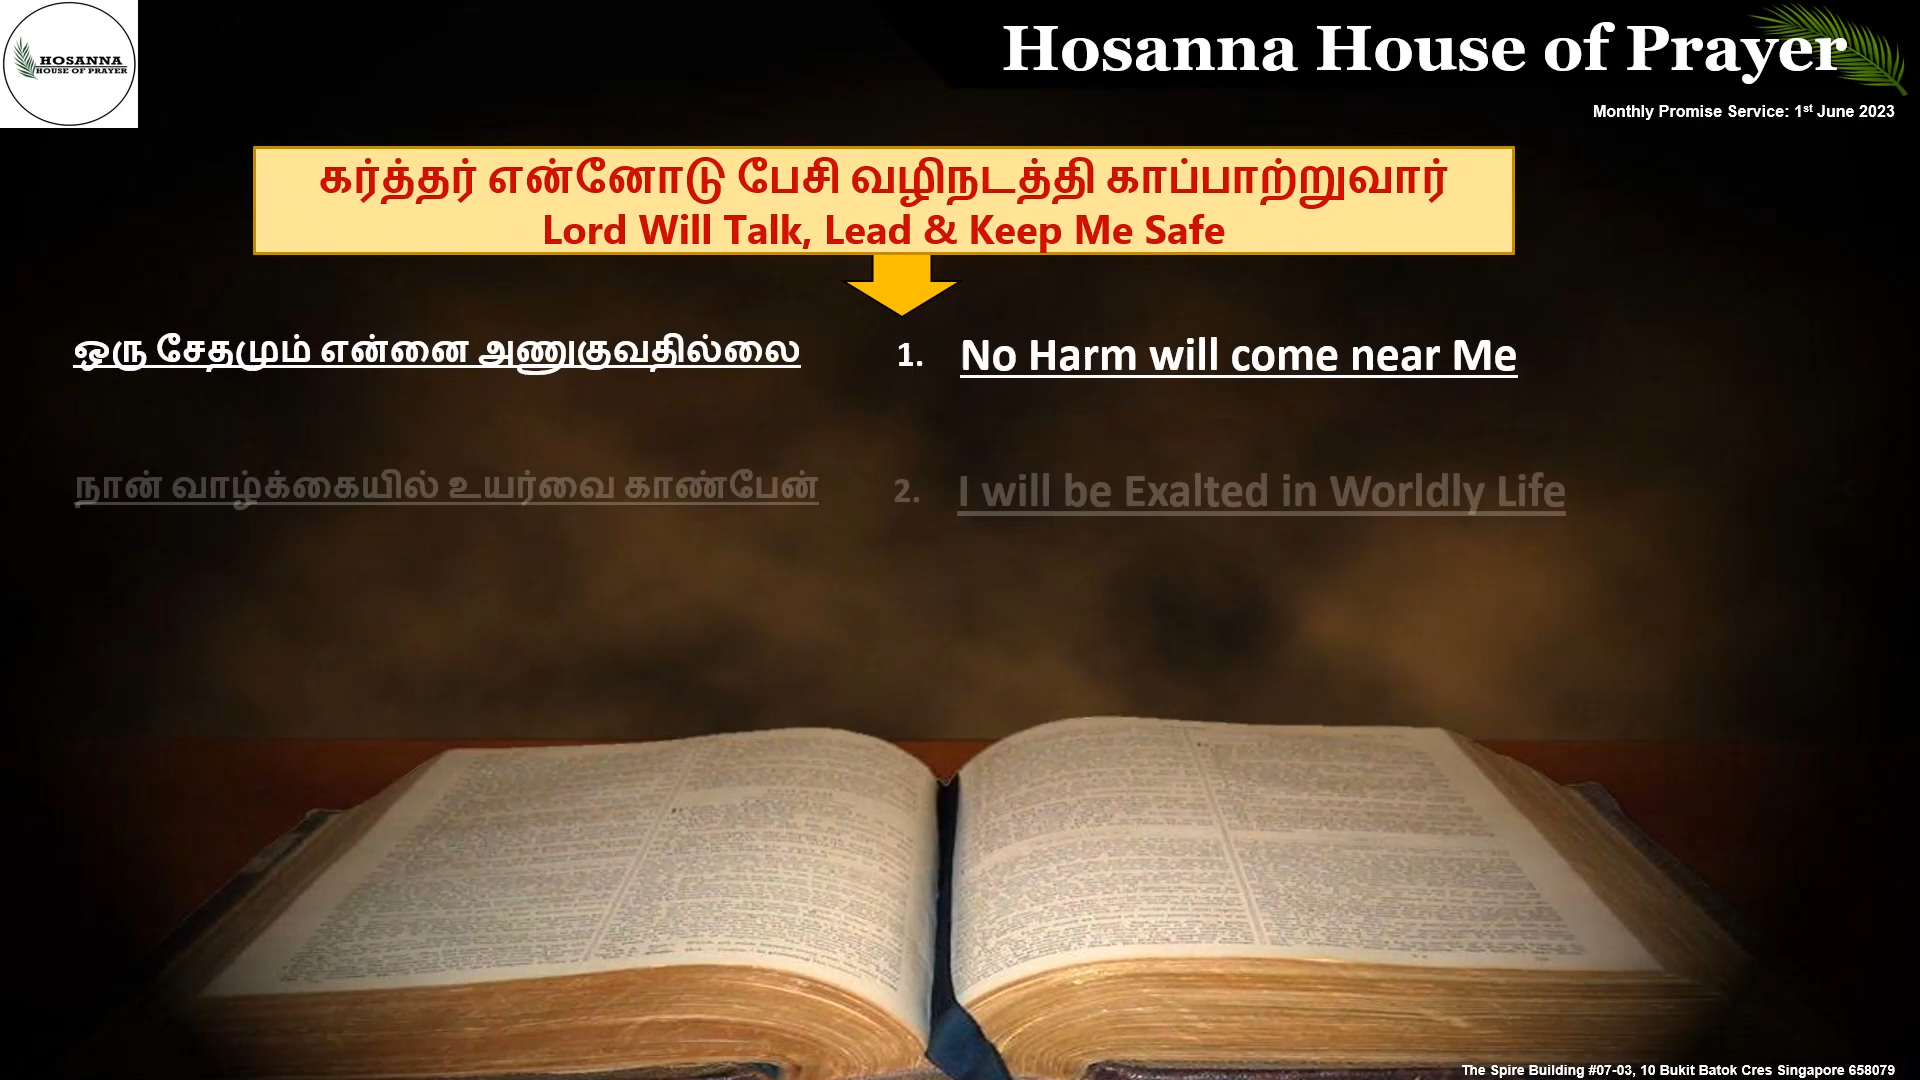 HOSANNA
HOUSE OF PRAYER
Hosanna House of Prayer
Monthly Promise Service: 1st June 2023
கர்த்தர் என்னோடு பேசி வழிநடத்தி காப்பாற்றுவார்
Lord Will Talk, Lead & Keep Me Safe
ஒரு சேதமும் என்னை அணுகுவதில்லை
1. No Harm will come near Me
நான் வாழ்க்கையில் உயர்வை காண்பேன்
2. I will be Exalted in Worldly Life
The Spire Building #07-03, 10 Bukit Batok Cres Singapore 658079